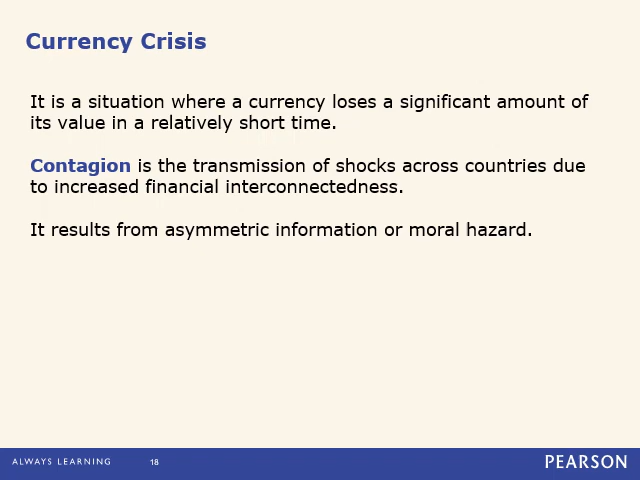 Currency Crisis
It is a situation where a currency loses a significant amount of
its value in a relatively short time.
Contagion is the transmission of shocks across countries due
to increased financial interconnectedness.
It results from asymmetric information or moral hazard.
ALWAYS LEARNING 18 PEARSON